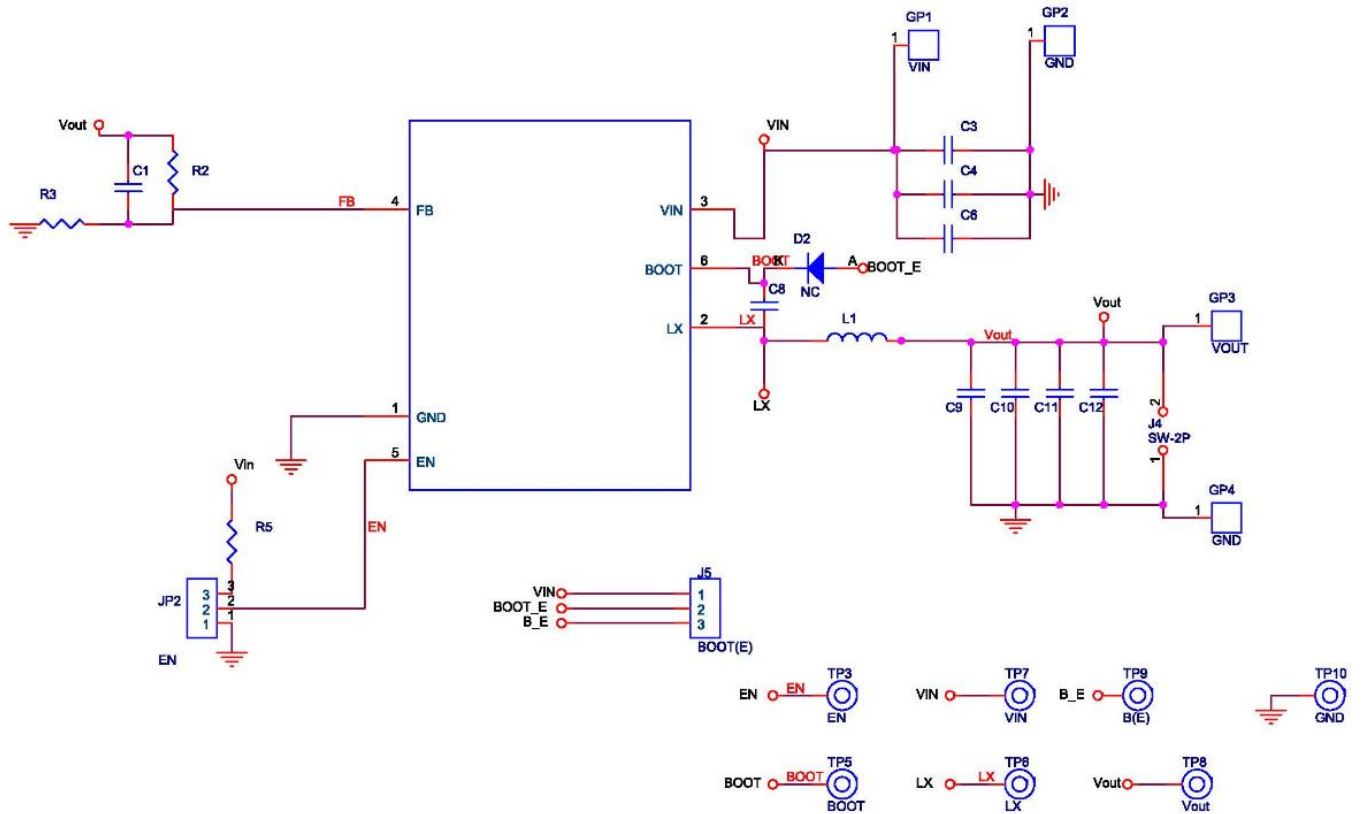 GP1
1
VIN
GP2
1
GND
Vout
C1
R2
R3
FB
4
FB
VIN
3
VIN
C3
C4
C6
BOOT
6
BOOT
K
D2
NC
A
BOOT_E
C8
LX
2
LX
LX
L1
Vout
Vout
GP3
1
VOUT
C9
C10
C11
C12
2
J4
SW-2P
1
GP4
1
GND
1
GND
5
EN
EN
Vin
R5
JP2
3
2
1
3
2
1
EN
VIN
BOOT_E
B_E
J5
1
2
3
BOOT(E)
EN
EN
TP3
EN
VIN
TP7
VIN
B_E
TP9
B(E)
TP10
GND
BOOT
BOOT
TP5
BOOT
LX
LX
TP6
LX
Vout
TP8
Vout